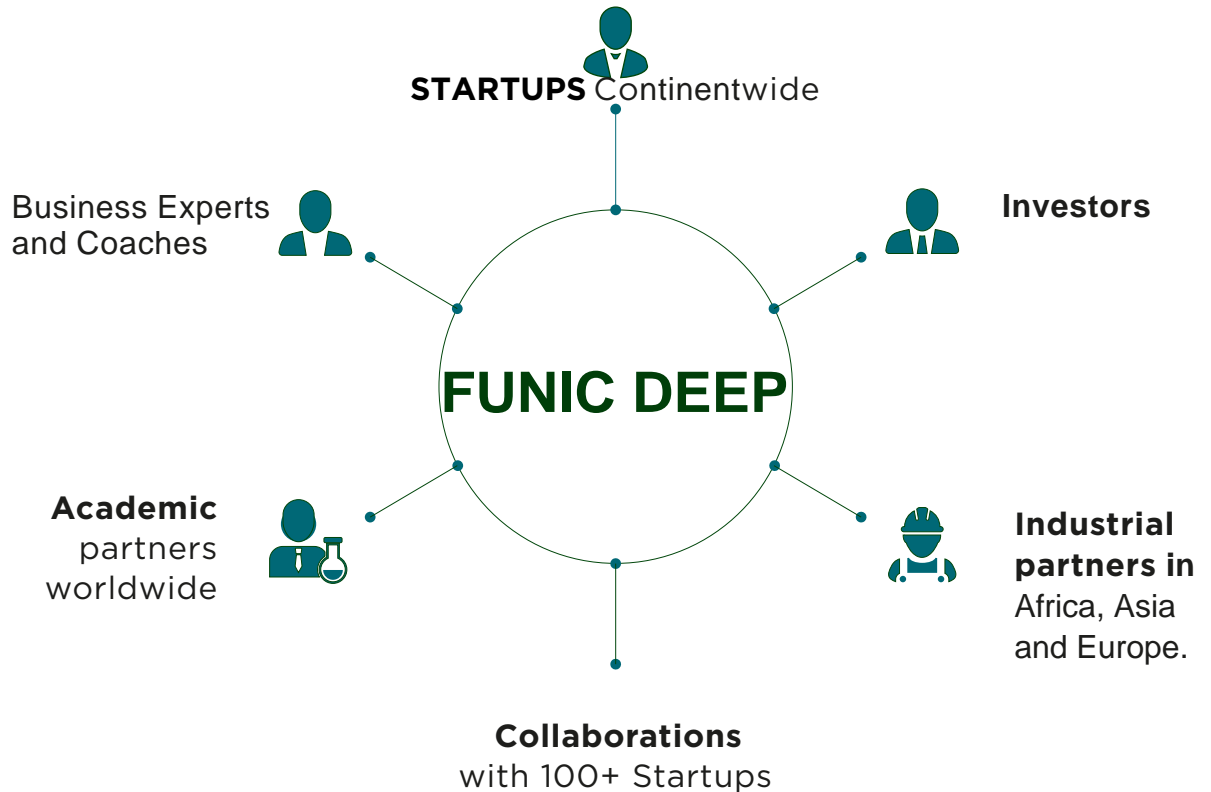 STARTUPS Continentwide
Business Experts
and Coaches
Investors
FUNIC DEEP
Academic
partners
worldwide
Industrial
partners in
Africa, Asia
and Europe.
Collaborations
with 100+ Startups